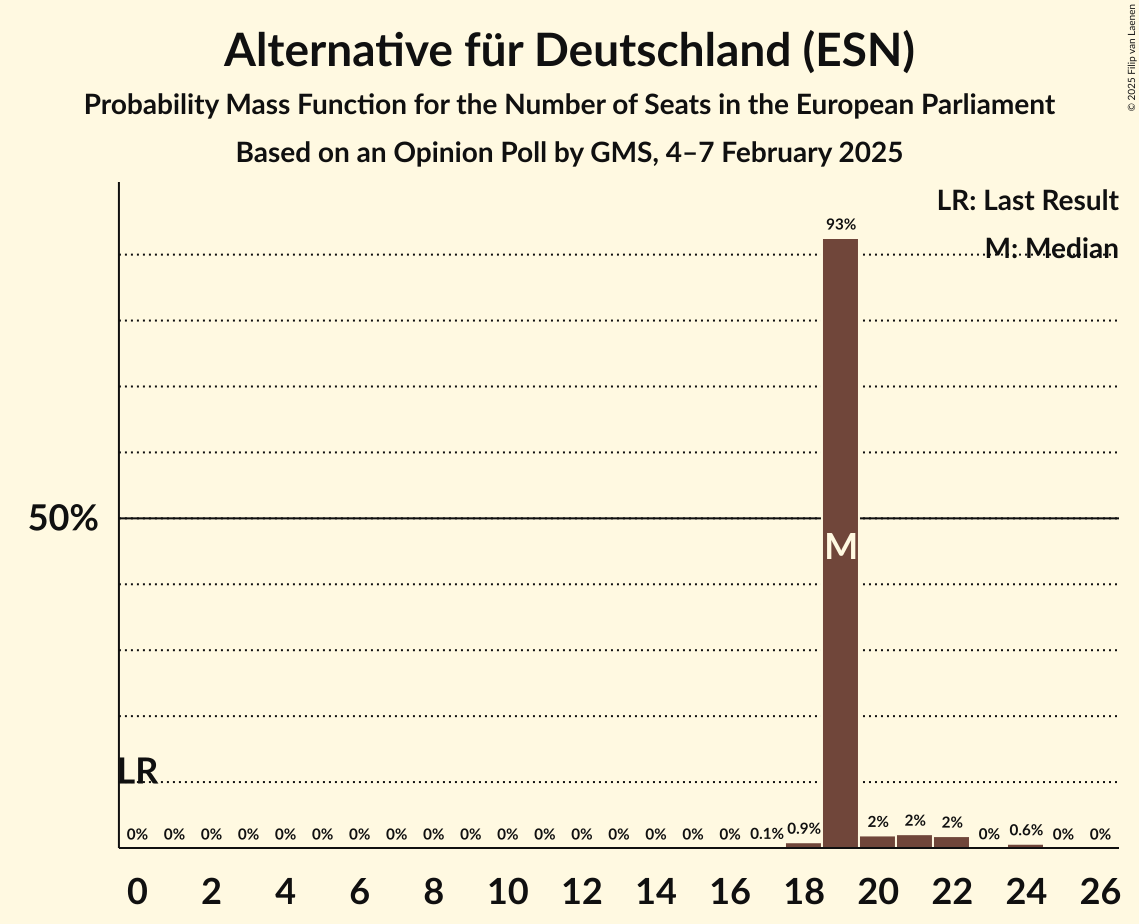 Alternative für Deutschland (ESN)
Probability Mass Function for the Number of Seats in the European Parliament
Based on an Opinion Poll by GMS, 4–7 February 2025
© 2025 Filip van Laenen
LR: Last Result
M: Median
93%
50%
M
LR
0% 0% 0% 0% 0% 0% 0% 0% 0% 0% 0% 0% 0% 0% 0% 0% 0% 0.1% 0.9% 2% 2% 2% 0% 0.6% 0% 0%
0 2 4 6 8 10 12 14 16 18 20 22 24 26